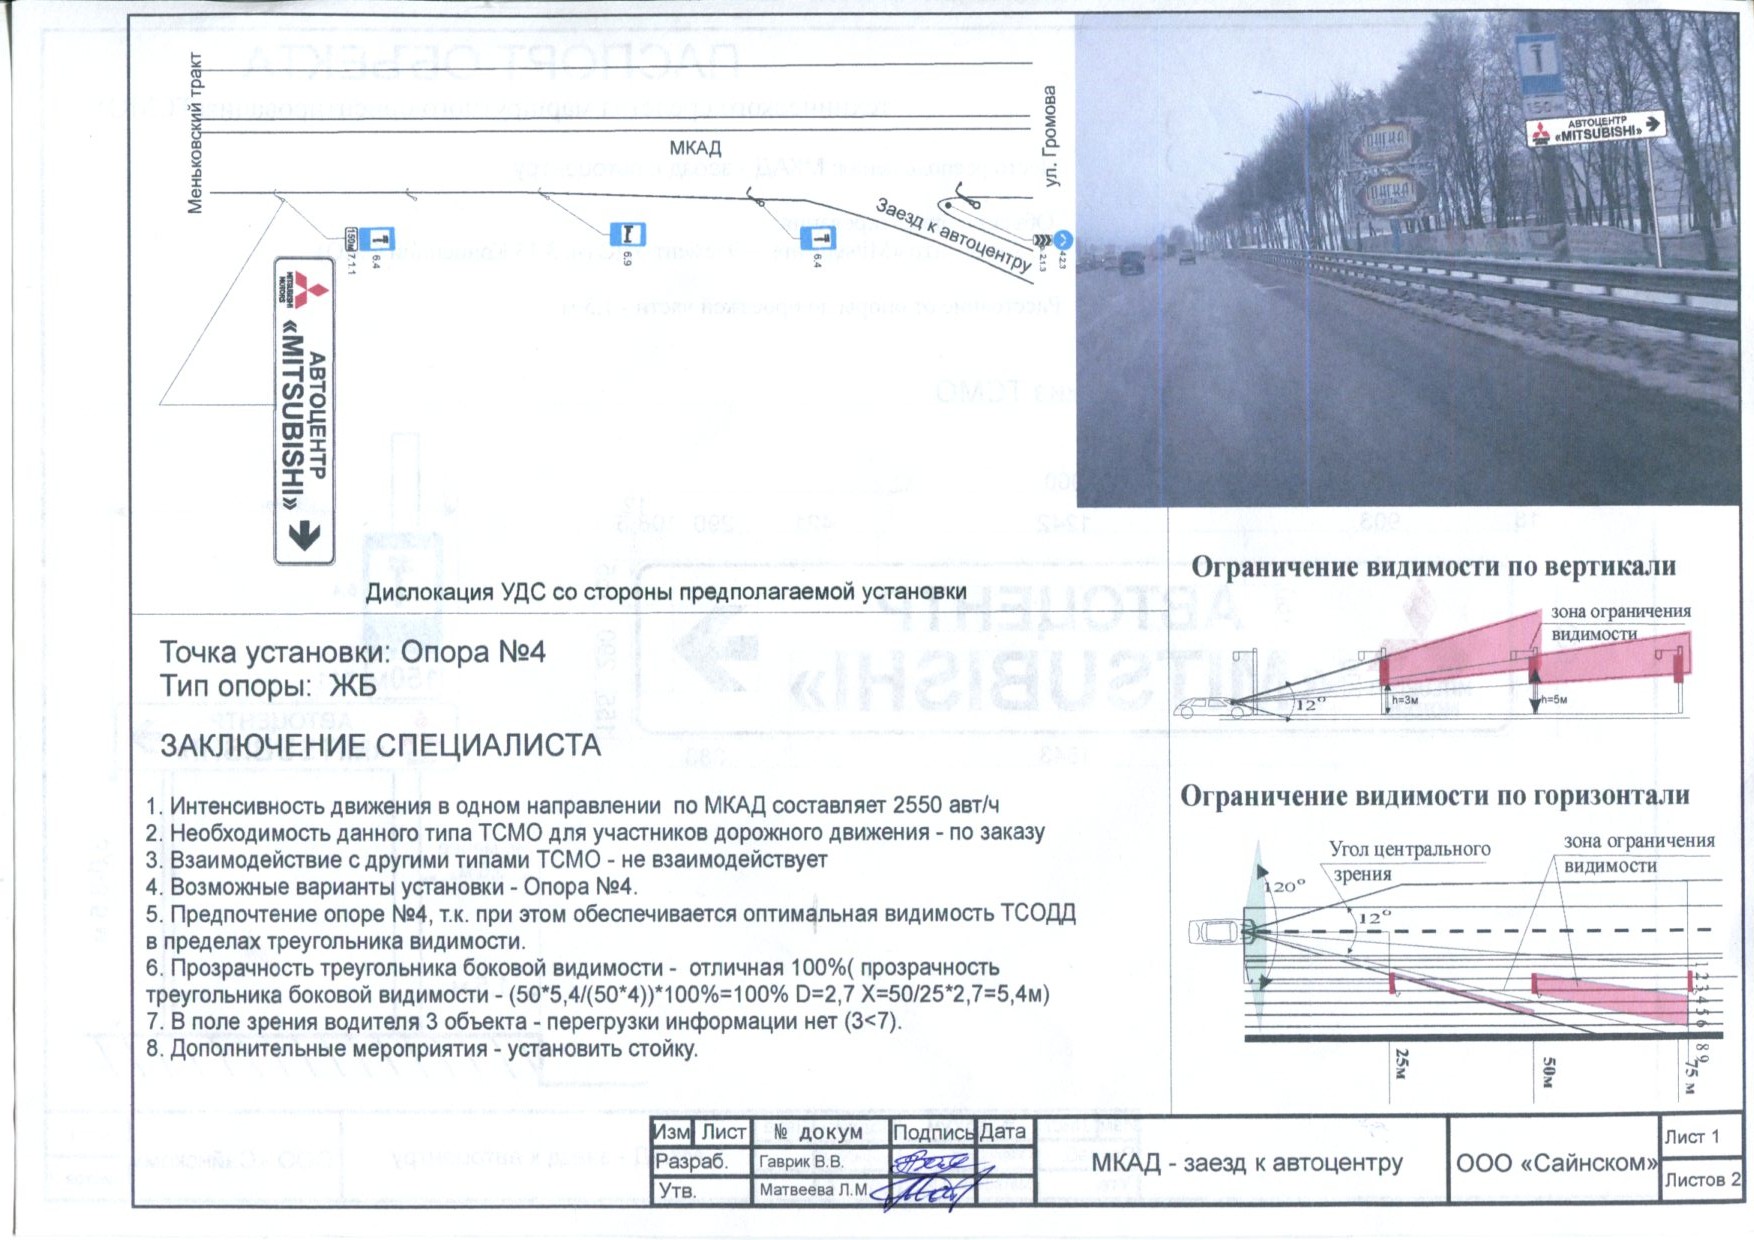 Меньковский тракт
МКАД
ул. Громова
Заезд к автоцентру
150м
7.1.1
6.4
6.9
6.4
2.1.3
4.2.3
MITSUBISHI
MOTORS
АВТОЦЕНТР
«MITSUBISHI»
Дислокация УДС со стороны предполагаемой установки
150 м
АВТОЦЕНТР
«MITSUBISHI»
Точка установки: Опора №4
Тип опоры: ЖБ
ЗАКЛЮЧЕНИЕ СПЕЦИАЛИСТА
1. Интенсивность движения в одном направлении по МКАД составляет 2550 авт/ч
2. Необходимость данного типа ТСМО для участников дорожного движения - по заказу
3. Взаимодействие с другими типами ТСМО - не взаимодействует
4. Возможные варианты установки - Опора №4.
5. Предпочтение опоре №4, т.к. при этом обеспечивается оптимальная видимость ТСОДД
в пределах треугольника видимости.
6. Прозрачность треугольника боковой видимости - отличная 100%( прозрачность
треугольника боковой видимости - (50*5,4/(50*4))*100%=100% D=2,7 X=50/25*2,7=5,4м)
7. В поле зрения водителя 3 объекта - перегрузки информации нет (3<7).
8. Дополнительные мероприятия - установить стойку.
Ограничение видимости по вертикали
зона ограничения
видимости
12°
h=3м
h=5м
Ограничение видимости по горизонтали
Угол центрального
зрения
зона ограничения
видимости
120°
12°
1 2 3 4 5 6
8 9
25м
50м
75 м
Изм Лист № докум Подпись Дата
Разраб. Гаврик В.В.
Утв. Матвеева Л.М
МКАД - заезд к автоцентру
ООО «Сайнском»
Лист 1
Листов 2